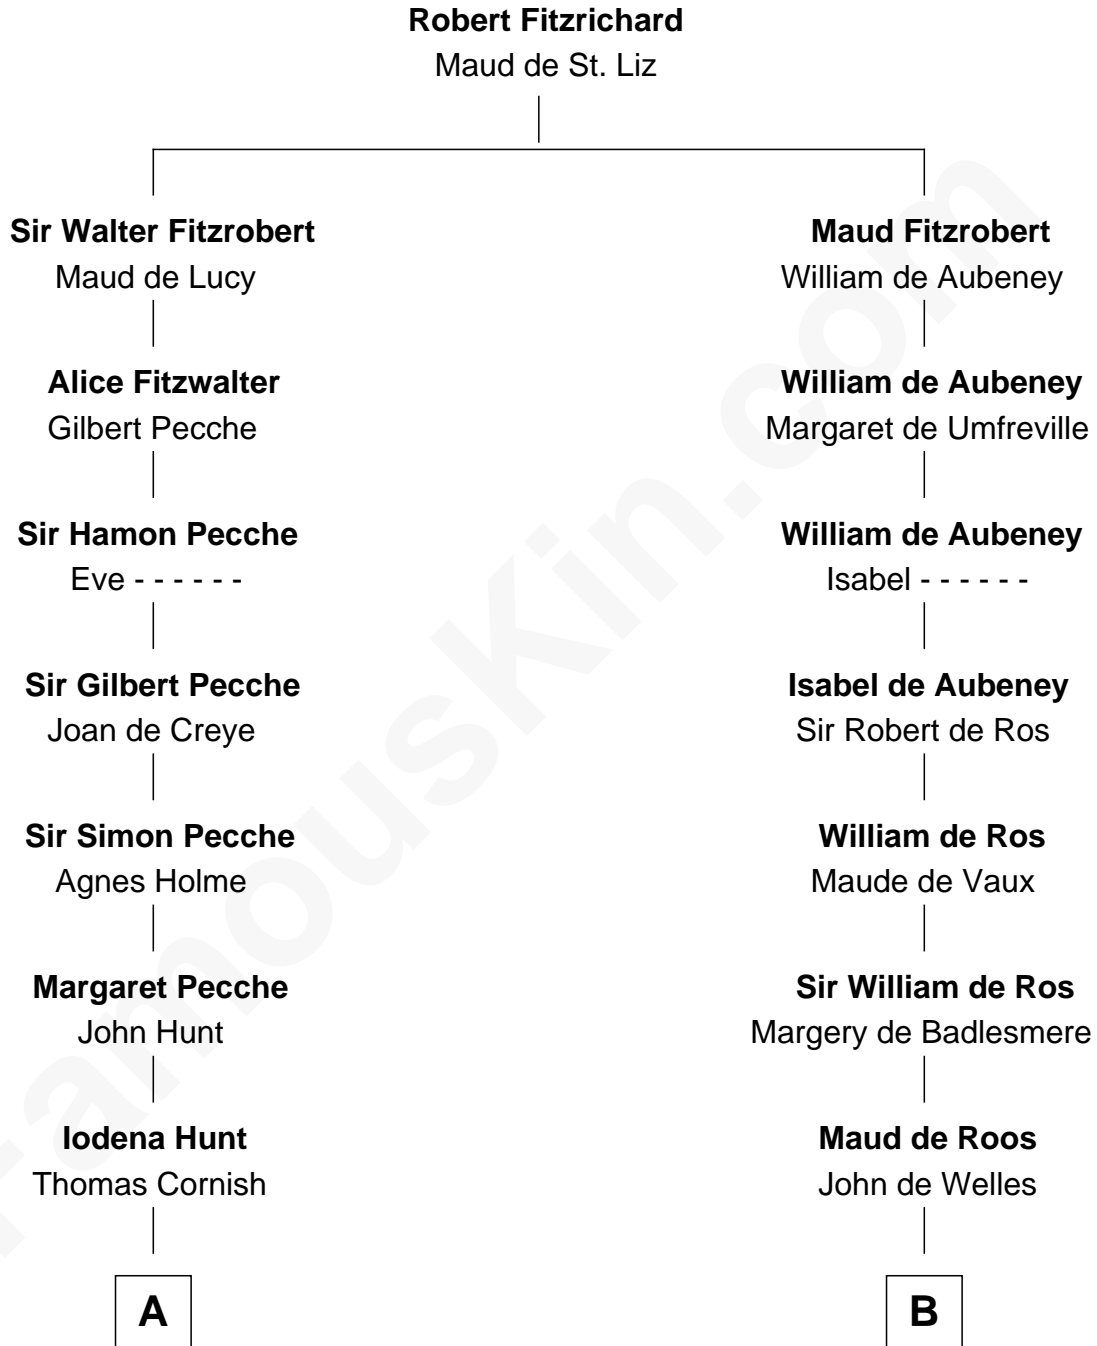 Robert Fitzrichard
Maud de St. Liz
Sir Walter Fitzrobert
Maud de Lucy
Alice Fitzwalter
Gilbert Pecche
Sir Hamon Pecche
Eve - - - - - -
Sir Gilbert Pecche
Joan de Creye
Sir Simon Pecche
Agnes Holme
Margaret Pecche
John Hunt
Iodena Hunt
Thomas Cornish
A
Maud Fitzrobert
William de Aubeney
William de Aubeney
Margaret de Umfreville
William de Aubeney
Isabel - - - - - -
Isabel de Aubeney
Sir Robert de Ros
William de Ros
Maude de Vaux
Sir William de Ros
Margery de Badlesmere
Maud de Roos
John de Welles
B
FamousKin.com